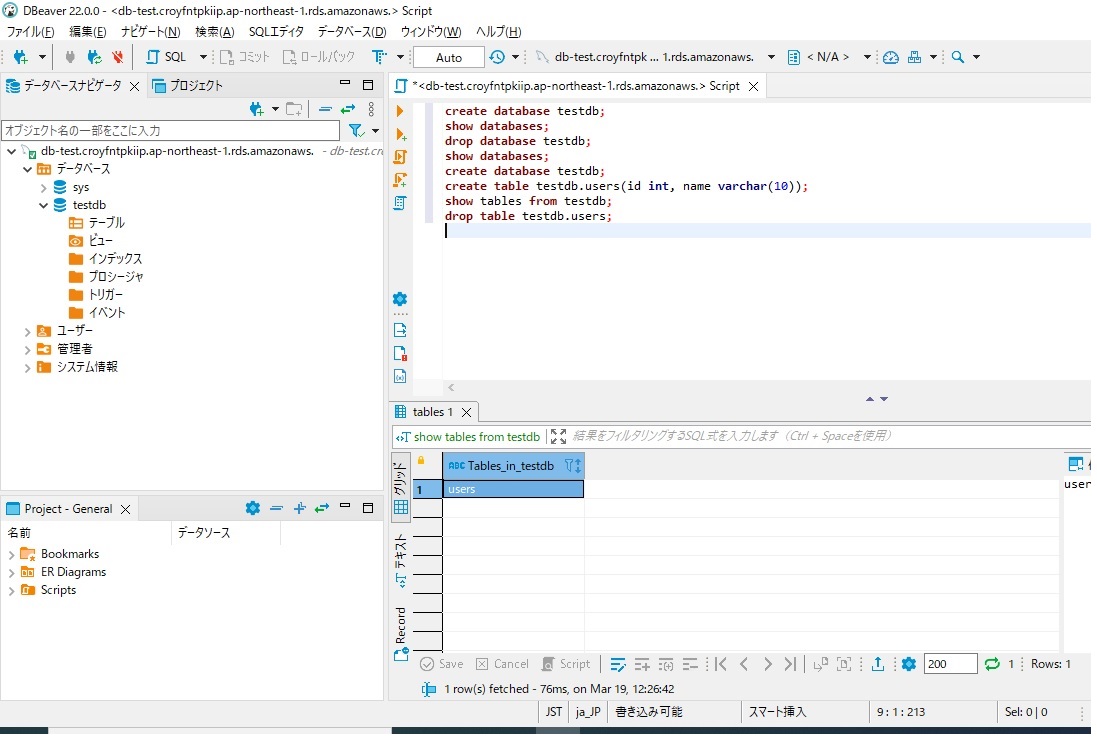 DBeaver 22.0.0 - <db-test.croyfntpkiip.ap-northeast-1.rds.amazonaws.> Script
ファイル(F) 編集(E) ナビゲート(N) 検索(A) SQLエディタ データベース(D) ウィンドウ(W) ヘルプ(H)
SQL コミット ロールバック Auto db-test.croyfntpk ... 1.rds.amazonaws. < N/A >
データベースナビゲータ プロジェクト
オブジェクト名の一部をここに入力
db-test.croyfntpkiip.ap-northeast-1.rds.amazonaws. - db-test.cr
データベース
sys
testdb
テーブル
ビュー
インデックス
プロシージャ
トリガー
イベント
ユーザー
管理者
システム情報
Project - General
名前 データソース
Bookmarks
ER Diagrams
Scripts
*<db-test.croyfntpkiip.ap-northeast-1.rds.amazonaws.> Script
create database testdb;
show databases;
drop database testdb;
show databases;
create database testdb;
create table testdb.users(id int, name varchar(10));
show tables from testdb;
drop table testdb.users;
tables 1
show tables from testdb 結果をフィルタリングするSQL式を入力します (Ctrl + Spaceを使用)
グリッド
テキスト
Record
ABC Tables_in_testdb
1 users
user
Save Cancel Script 200 1 Rows: 1
1 row(s) fetched - 76ms, on Mar 19, 12:26:42
JST ja_JP 書き込み可能 スマート挿入 9 : 1 : 213 Sel: 0 | 0